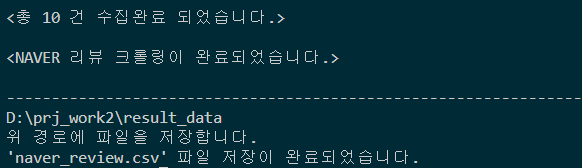 <총 10 건 수집완료 되었습니다.>
<NAVER 리뷰 크롤링이 완료되었습니다.>
--------------------------------------------------------------------------------
D:\prj_work2\result_data
위 경로에 파일을 저장합니다.
'naver_review.csv' 파일 저장이 완료되었습니다.